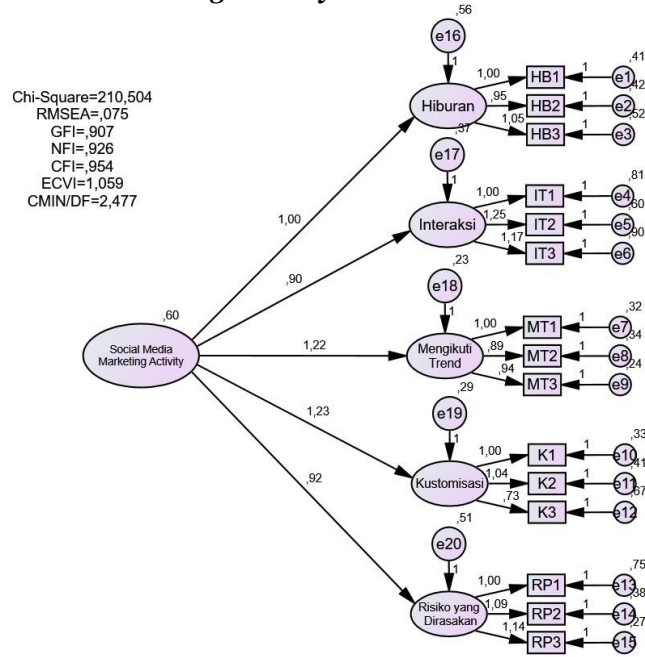 Chi-Square=210,504
RMSEA=,075
GFI=,907
NFI=,926
CFI=,954
ECVI=1,059
CMIN/DF=2,477
,60
Social Media
Marketing Activity
1,00
,90
1,22
1,23
,92
,56
e16
1
Hiburan
1,00
,95
1,05
HB1
HB2
HB3
1
1
1
,41
e1
,42
e2
,52
e3
,37
e17
1
Interaksi
1,00
1,25
1,17
IT1
IT2
IT3
1
1
1
,81
e4
,60
e5
,90
e6
,23
e18
1
Mengikuti
Trend
1,00
,89
,94
MT1
MT2
MT3
1
1
1
,32
e7
,34
e8
,24
e9
,29
e19
1
Kustomisasi
1,00
1,04
,73
K1
K2
K3
1
1
1
,33
e10
,41
e11
,67
e12
,51
e20
1
Risiko yang
Dirasakan
1,00
1,09
1,14
RP1
RP2
RP3
1
1
1
,75
e13
,38
e14
,27
e15